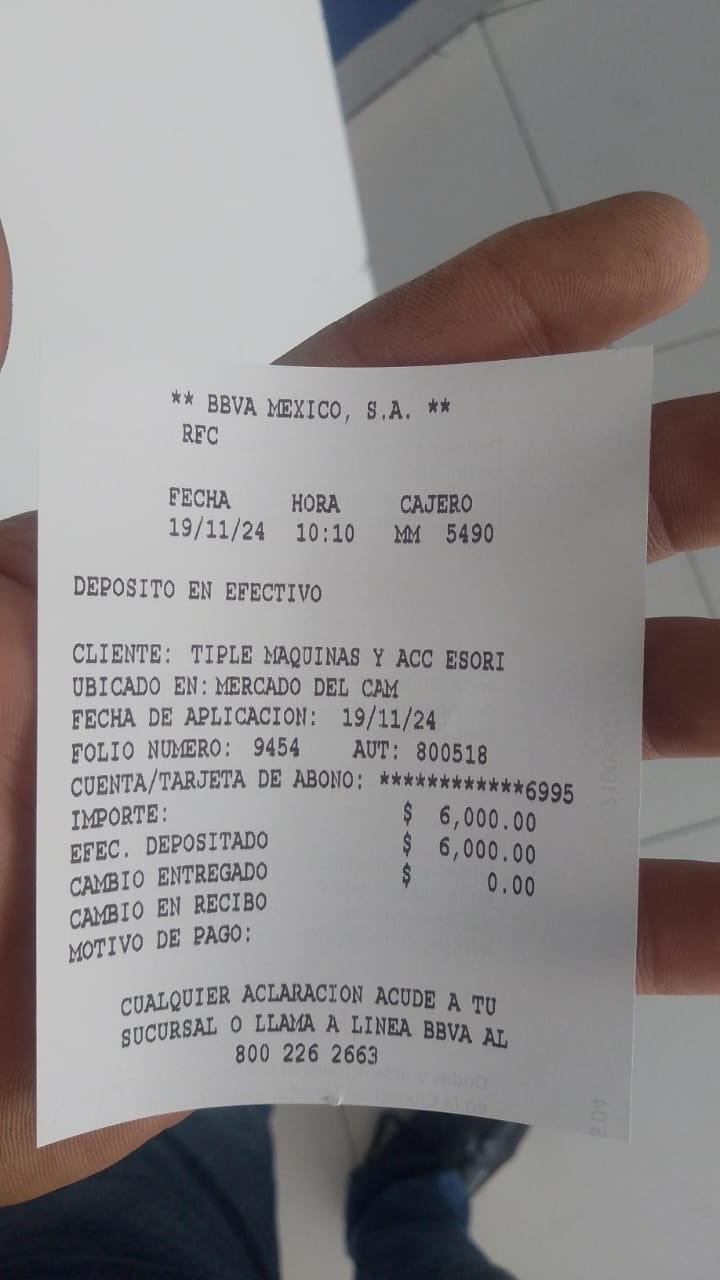 ** BBVA MEXICO, S.A. **
RFC
FECHA HORA CAJERO
19/11/24 10:10 MM 5490
DEPOSITO EN EFECTIVO
CLIENTE: TIPLE MAQUINAS Y ACC ESORI
UBICADO EN: MERCADO DEL CAM
FECHA DE APLICACION: 19/11/24
FOLIO NUMERO: 9454 AUT: 800518
CUENTA/TARJETA DE ABONO: ************6995
IMPORTE: $ 6,000.00
EFEC. DEPOSITADO $ 6,000.00
CAMBIO ENTREGADO $ 0.00
CAMBIO EN RECIBO
MOTIVO DE PAGO:
CUALQUIER ACLARACION ACUDE A TU
SUCURSAL O LLAMA A LINEA BBVA AL
800 226 2663